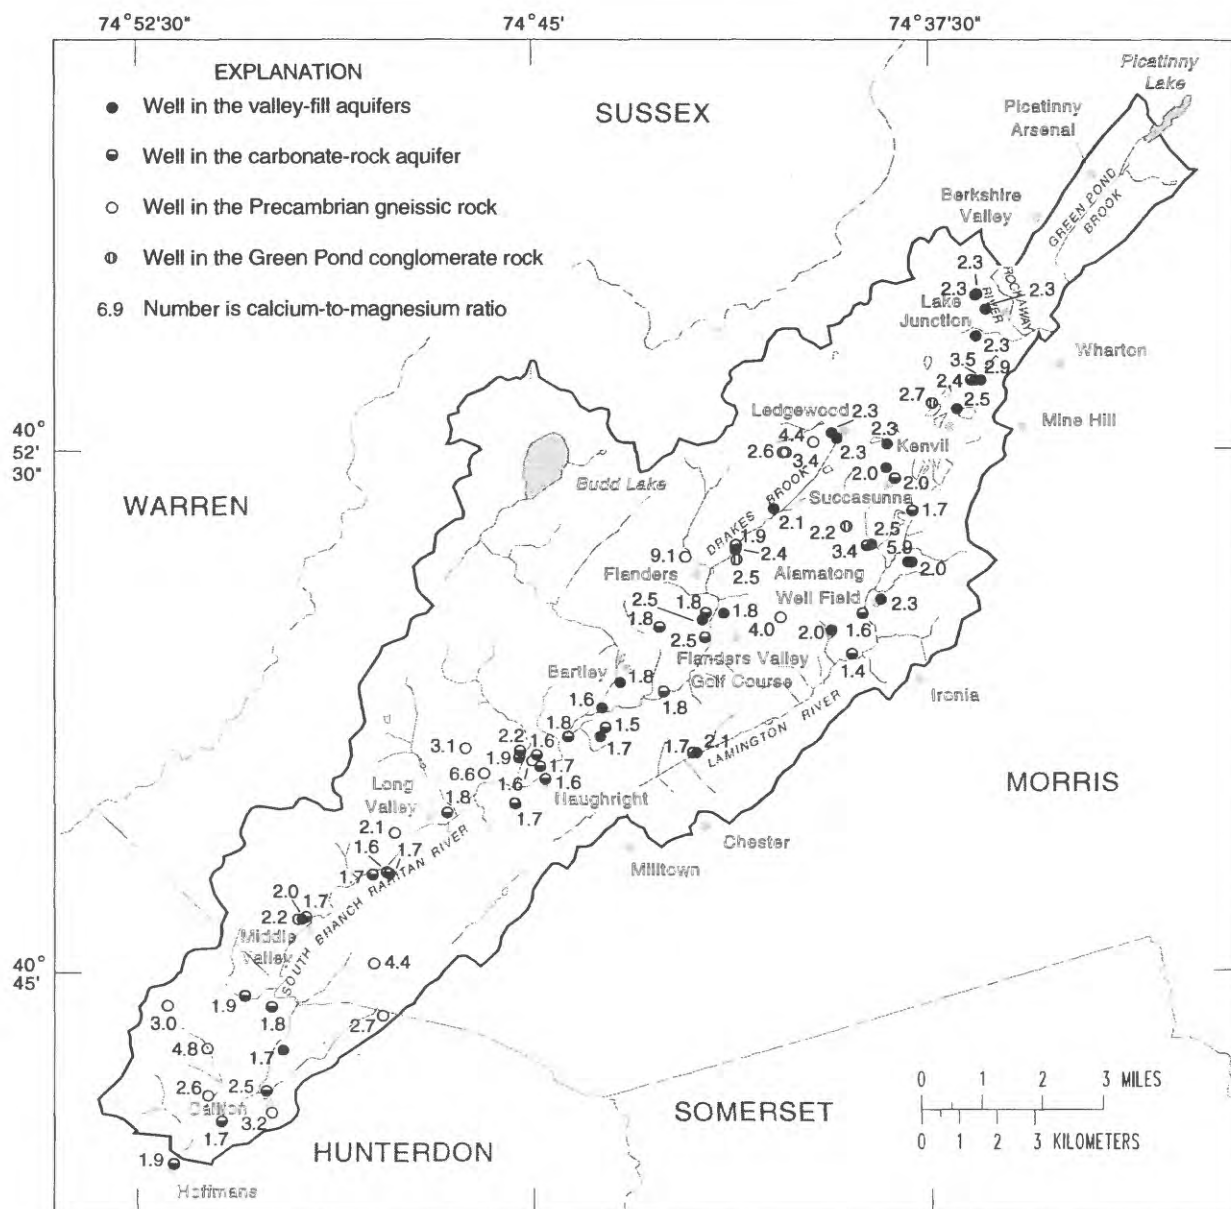 74°52'30"
74°45'
74°37'30"
EXPLANATION
Well in the valley-fill aquifers
Well in the carbonate-rock aquifer
Well in the Precambrian gneissic rock
Well in the Green Pond conglomerate rock
6.9 Number is calcium-to-magnesium ratio
SUSSEX
Picatinny
Lake
Picatinny
Arsenal
GREEN POND
BROOK
Berkshire
Valley
2.3
2.3
2.3
ROCKAWAY
RIVER
Lake
Junction
2.3
Wharton
3.5
2.9
2.4
2.7
2.5
Mine Hill
40°
52'
30"
Ledgewood
2.3
4.4
2.3
2.3
Kenvil
2.6
3.4
2.0
2.0
Budd Lake
WARREN
DRAKES
BROOK
Succasunna
1.7
2.1
2.2
2.5
1.9
3.4
5.9
9.1
2.4
2.0
Flanders
2.5
Alamatong
Well Field
2.5
1.8
1.8
2.3
1.8
4.0
2.0
1.6
2.5
Flanders Valley
Golf Course
1.4
Bartley
1.8
1.8
Ironia
1.6
LAMINGTON RIVER
1.8
1.5
2.2
1.6
1.7
3.1
1.9
1.7
2.1
1.7
6.6
1.6
1.6
Naughright
MORRIS
Long
Valley
1.8
1.7
2.1
Chester
Milltown
1.6
1.7
1.7
SOUTH BRANCH RARITAN RIVER
2.0
1.7
2.2
Middle
Valley
4.4
40°
45'
1.9
3.0
1.8
2.7
4.8
1.7
2.6
2.5
Califon
3.2
1.7
0 1 2 3 MILES
0 1 2 3 KILOMETERS
SOMERSET
HUNTERDON
1.9
Hoffmans